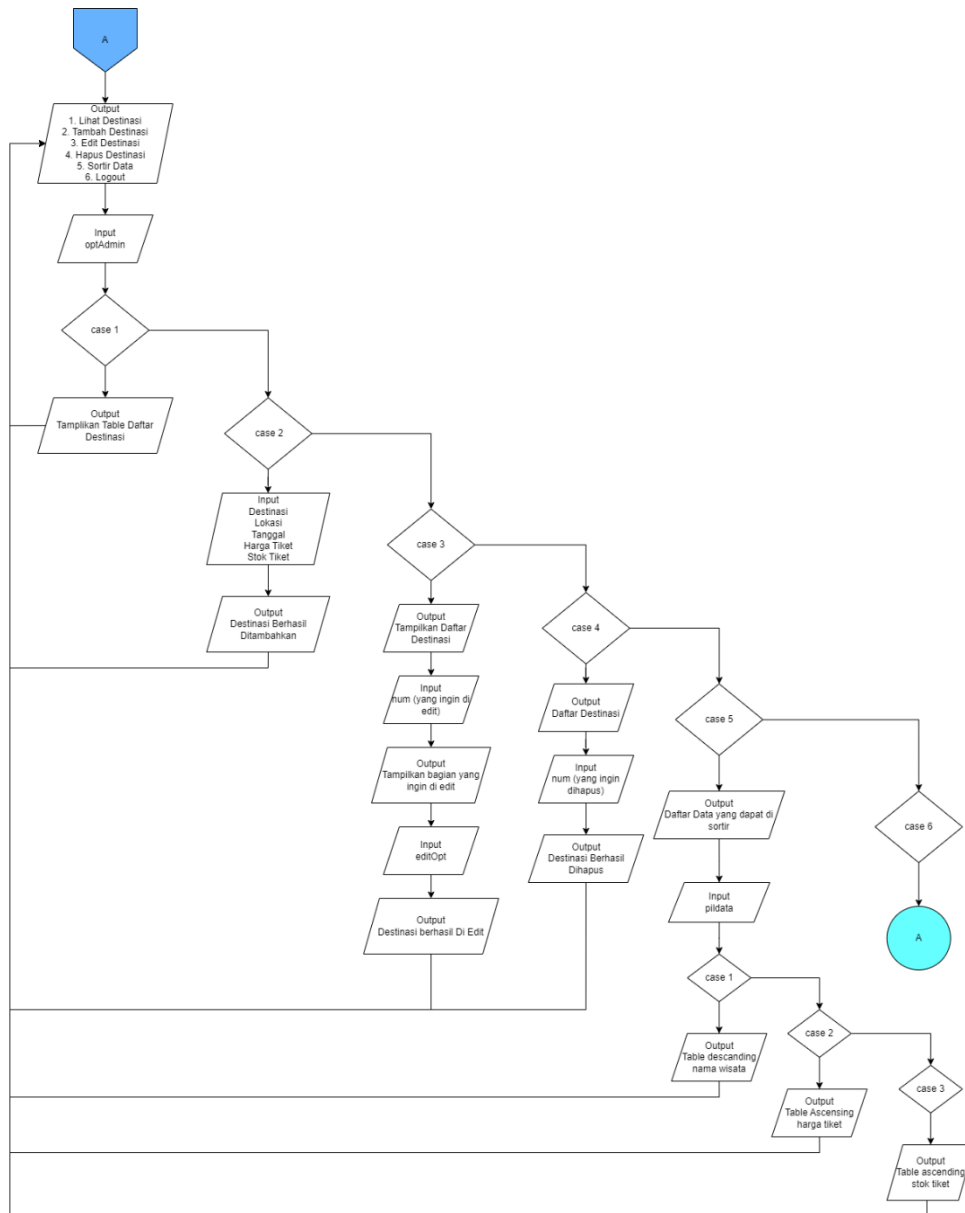 A
Output
1. Lihat Destinasi
2. Tambah Destinasi
3. Edit Destinasi
4. Hapus Destinasi
5. Sortir Data
6. Logout
Input
optAdmin
case 1
Output
Tamplikan Table Daftar
Destinasi
case 2
Input
Destinasi
Lokasi
Tanggal
Harga Tiket
Stok Tiket
Output
Destinasi Berhasil
Ditambahkan
case 3
Output
Tampilkan Daftar
Destinasi
Input
num (yang ingin di
edit)
Output
Tampilkan bagian yang
ingin di edit
Input
editOpt
Output
Destinasi berhasil Di Edit
case 4
Output
Daftar Destinasi
Input
num (yang ingin
dihapus)
Output
Destinasi Berhasil
Dihapus
case 5
Output
Daftar Data yang dapat di
sortir
Input
pildata
case 1
Output
Table descanding
nama wisata
case 2
Output
Table Ascensing
harga tiket
case 3
Output
Table ascending
stok tiket
case 6
A